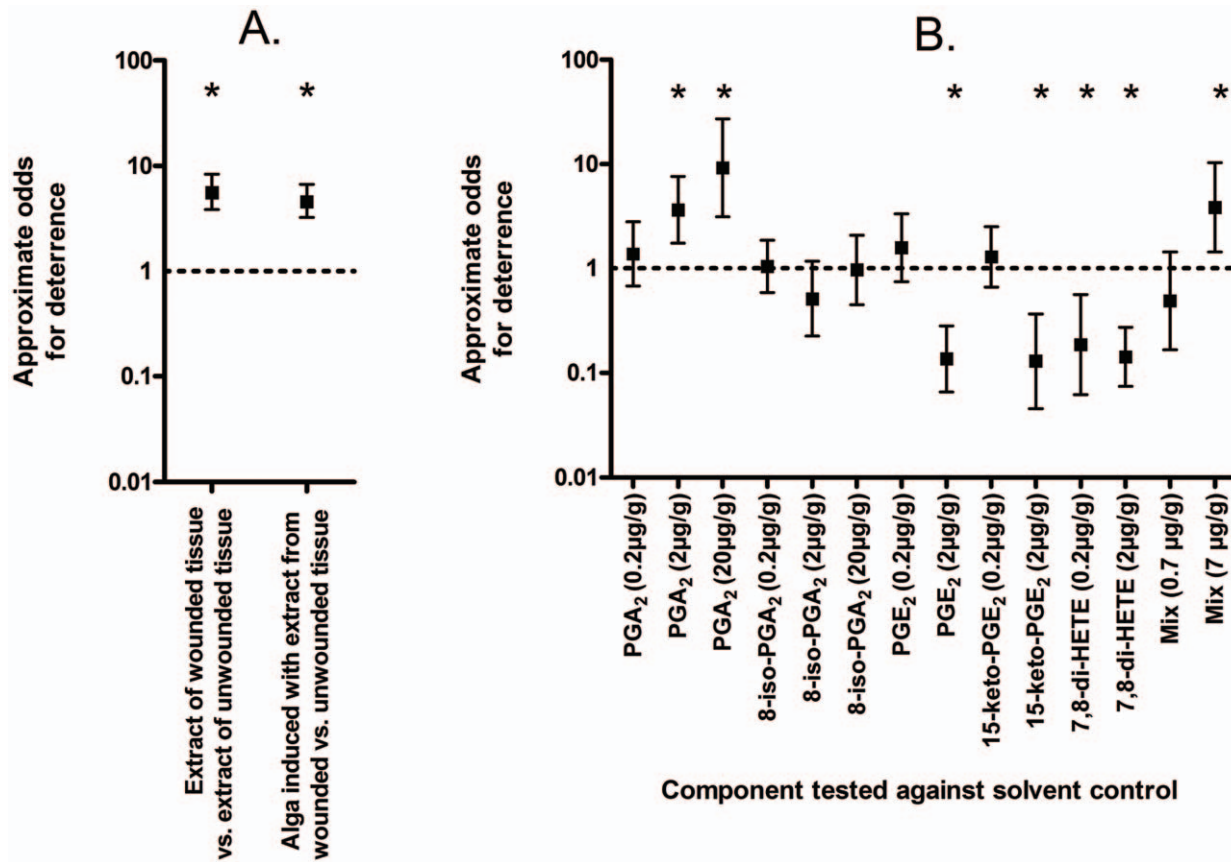 A.
100
10
1
0.1
0.01
Approximate odds
for deterrence
*
*
Extract of wounded tissue
vs. extract of unwounded tissue
Alga induced with extract from
wounded vs. unwounded tissue
B.
100
10
1
0.1
0.01
Approximate odds
for deterrence
*
*
*
*
*
*
*
PGA₂ (0.2µg/g)
PGA₂ (2µg/g)
PGA₂ (20µg/g)
8-iso-PGA₂ (0.2µg/g)
8-iso-PGA₂ (2µg/g)
8-iso-PGA₂ (20µg/g)
PGE₂ (0.2µg/g)
PGE₂ (2µg/g)
15-keto-PGE₂ (0.2µg/g)
15-keto-PGE₂ (2µg/g)
7,8-di-HETE (0.2µg/g)
7,8-di-HETE (2µg/g)
Mix (0.7 µg/g)
Mix (7 µg/g)
Component tested against solvent control